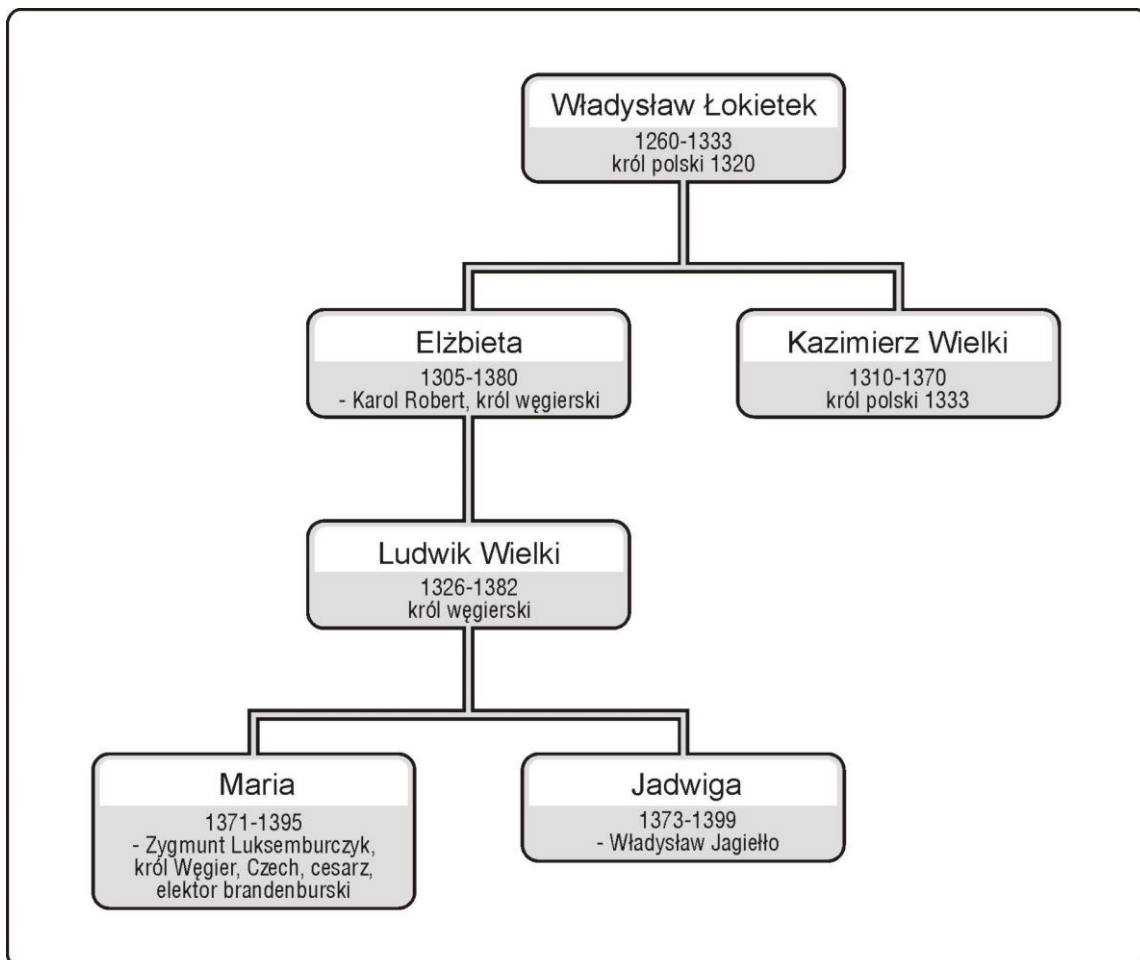 Władysław Łokietek
1260-1333
król polski 1320
Elżbieta
1305-1380
- Karol Robert, król węgierski
Kazimierz Wielki
1310-1370
król polski 1333
Ludwik Wielki
1326-1382
król węgierski
Maria
1371-1395
- Zygmunt Luksemburczyk,
król Węgier, Czech, cesarz,
elektor brandenburski
Jadwiga
1373-1399
- Władysław Jagiełło